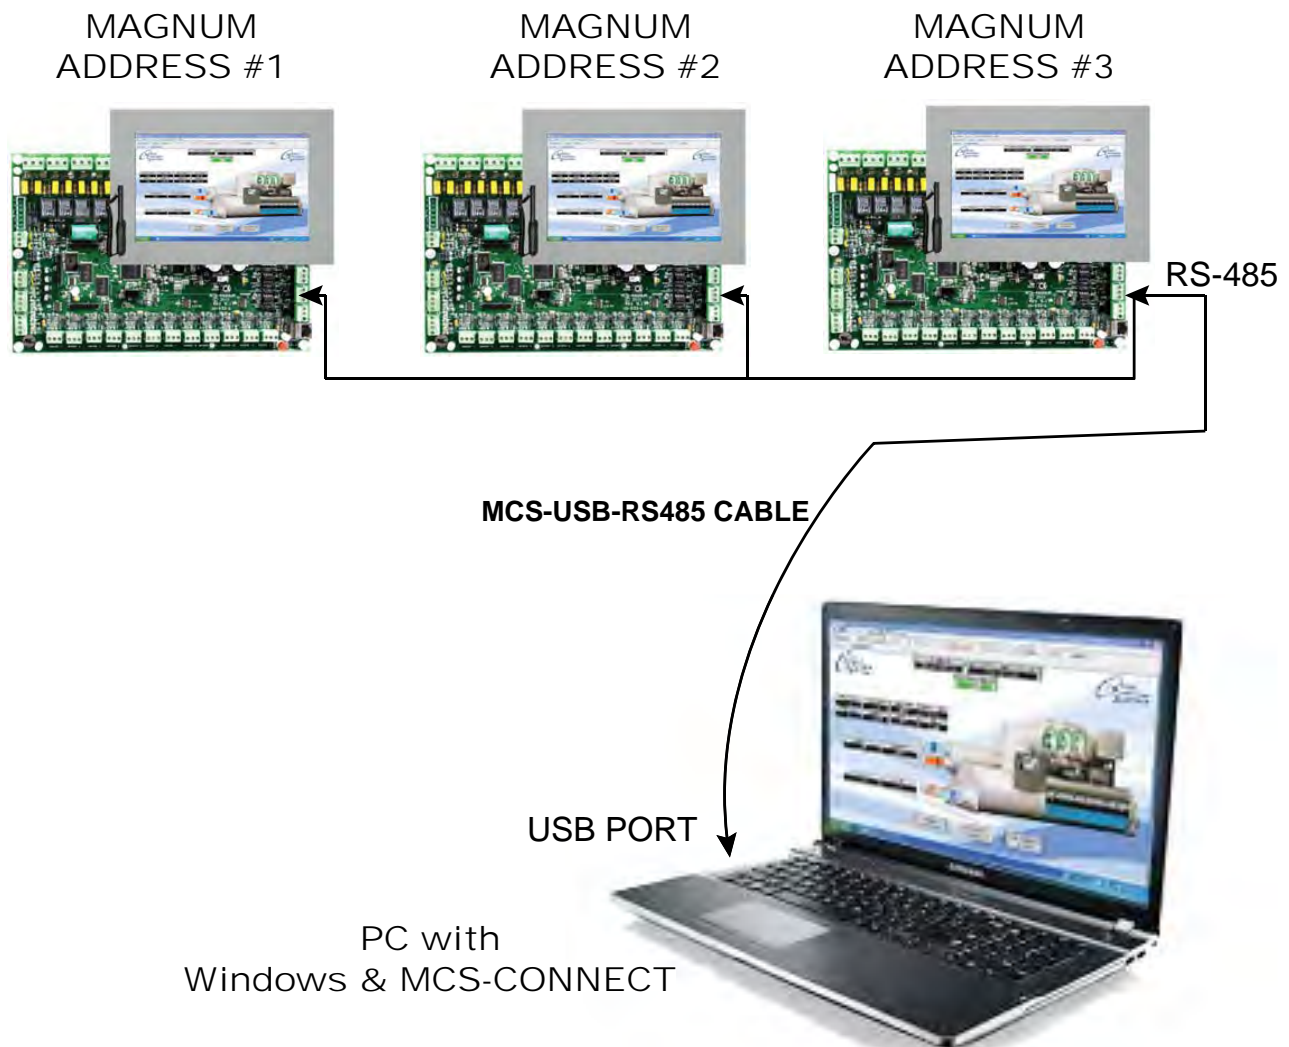 MAGNUM
ADDRESS #1
MAGNUM
ADDRESS #2
MAGNUM
ADDRESS #3
RS-485
MCS-USB-RS485 CABLE
USB PORT
PC with
Windows & MCS-CONNECT